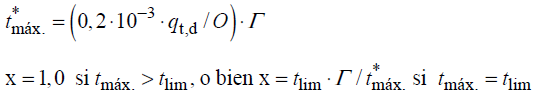 t*máx. = (0,2·10⁻³ · qt,d / O) · Γ
x = 1,0 si tmáx. > tlim, o bien x = tlim · Γ / t*máx. si tmáx. = tlim